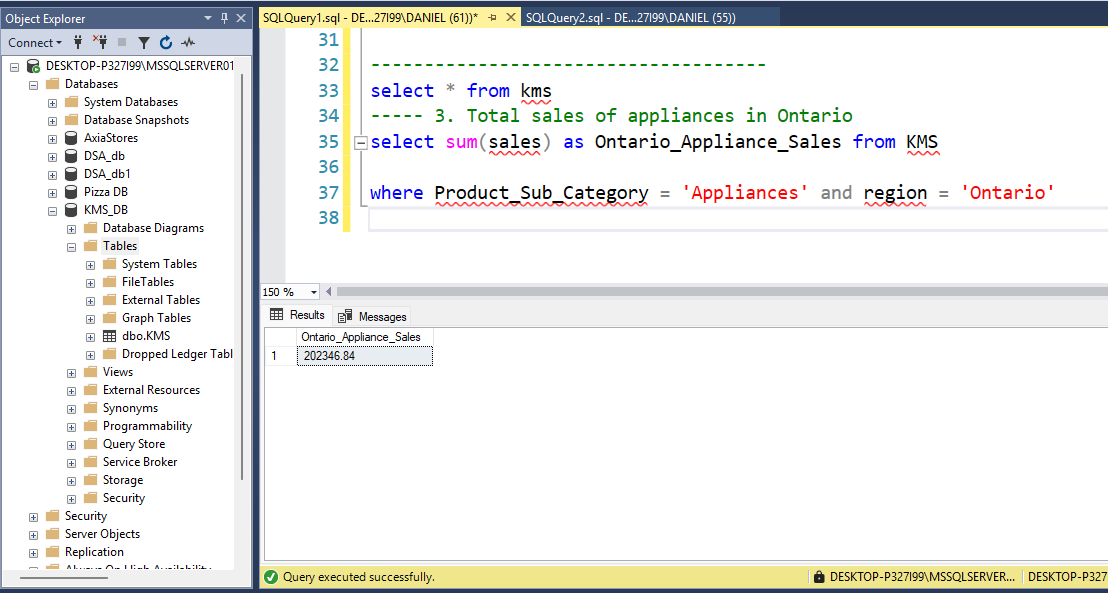 Object Explorer
Connect
DESKTOP-P327I99\MSSQLSERVER01
Databases
System Databases
Database Snapshots
AxiaStores
DSA_db
DSA_db1
Pizza DB
KMS_DB
Database Diagrams
Tables
System Tables
FileTables
External Tables
Graph Tables
dbo.KMS
Dropped Ledger Tabl
Views
External Resources
Synonyms
Programmability
Query Store
Service Broker
Storage
Security
Security
Server Objects
Replication
Always On High Availability
SQLQuery1.sql - DE...27I99\DANIEL (61))*
SQLQuery2.sql - DE...27I99\DANIEL (55))
31
32 -------------------------------------
33 select * from kms
34 ----- 3. Total sales of appliances in Ontario
35 select sum(sales) as Ontario_Appliance_Sales from KMS
36
37 where Product_Sub_Category = 'Appliances' and region = 'Ontario'
38
150 %
Results Messages
Ontario_Appliance_Sales
1 202346.84
Query executed successfully.
DESKTOP-P327I99\MSSQLSERVER...
DESKTOP-P327